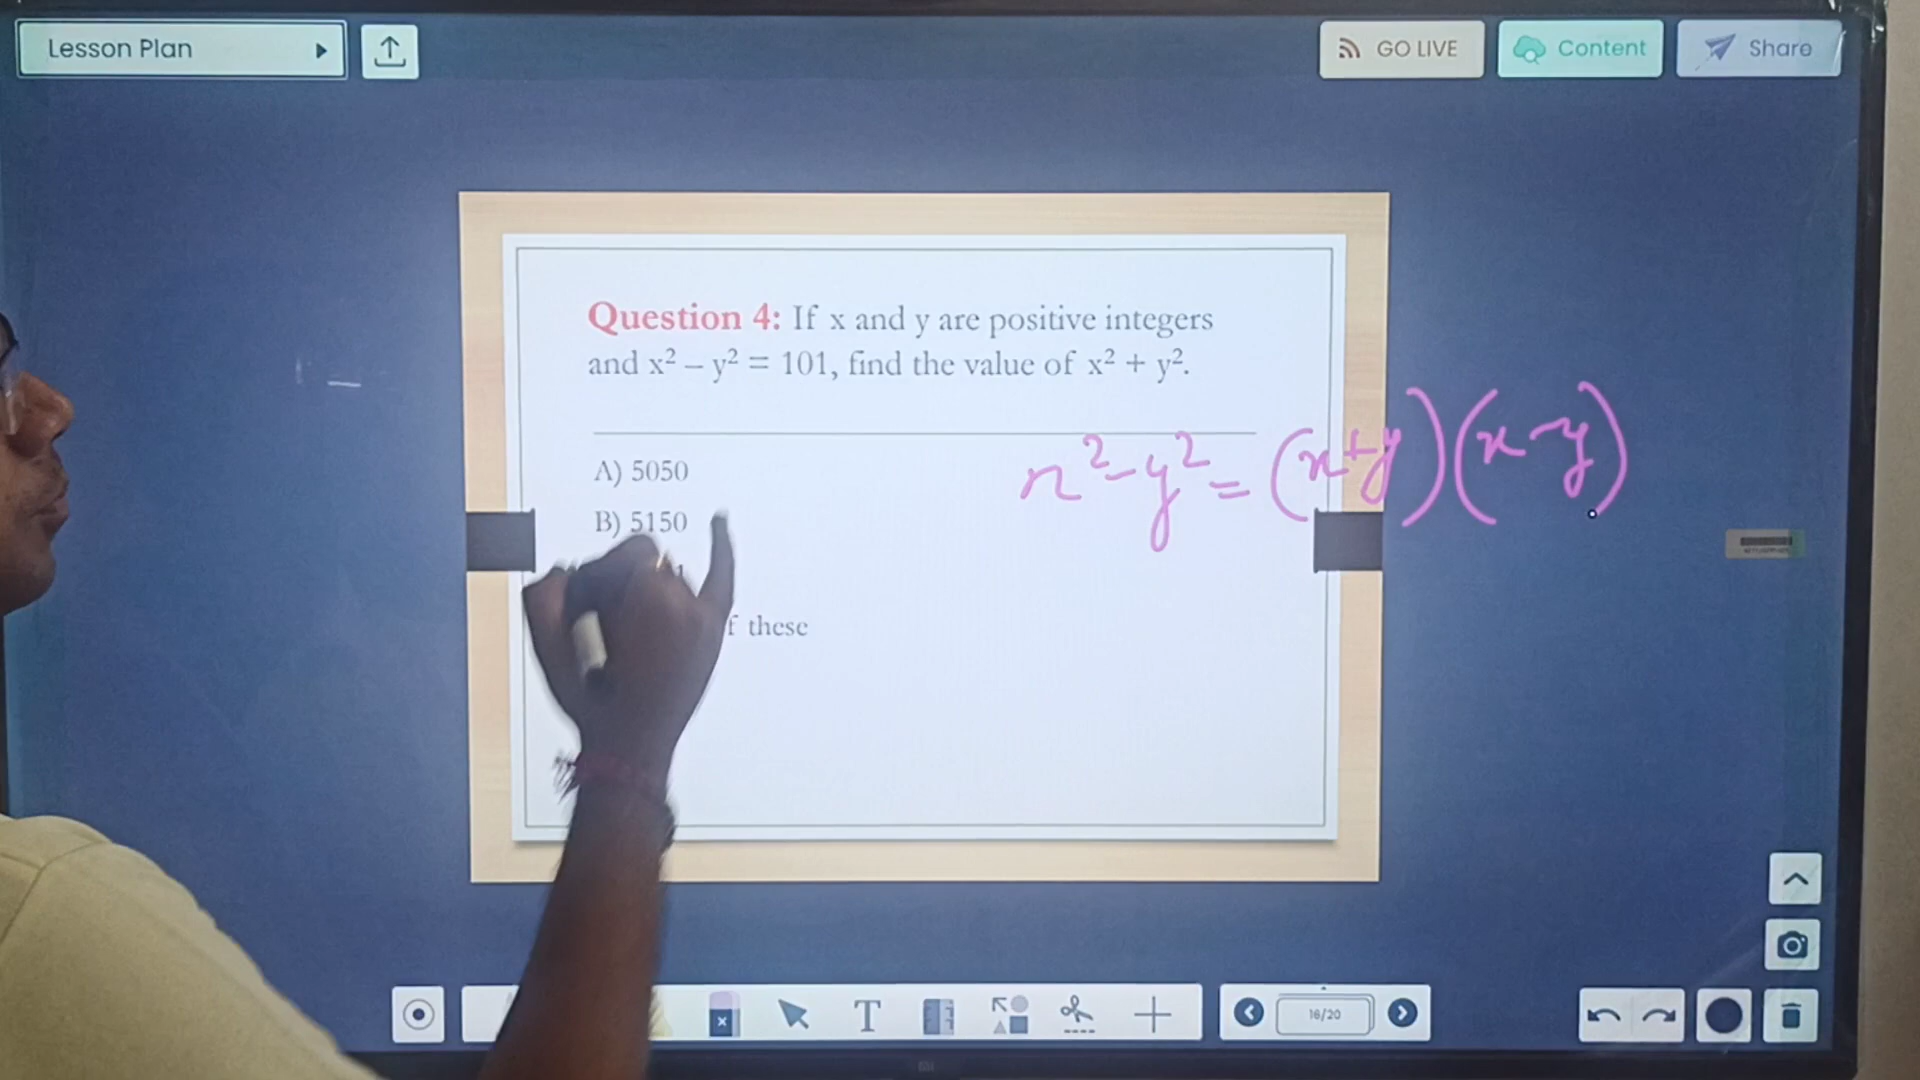 Lesson Plan
GO LIVE
Content
Share
Question 4: If x and y are positive integers
and x² – y² = 101, find the value of x² + y².
x² - y² = (x+y)(x-y)
A) 5050
B) 5150
f these
16/20